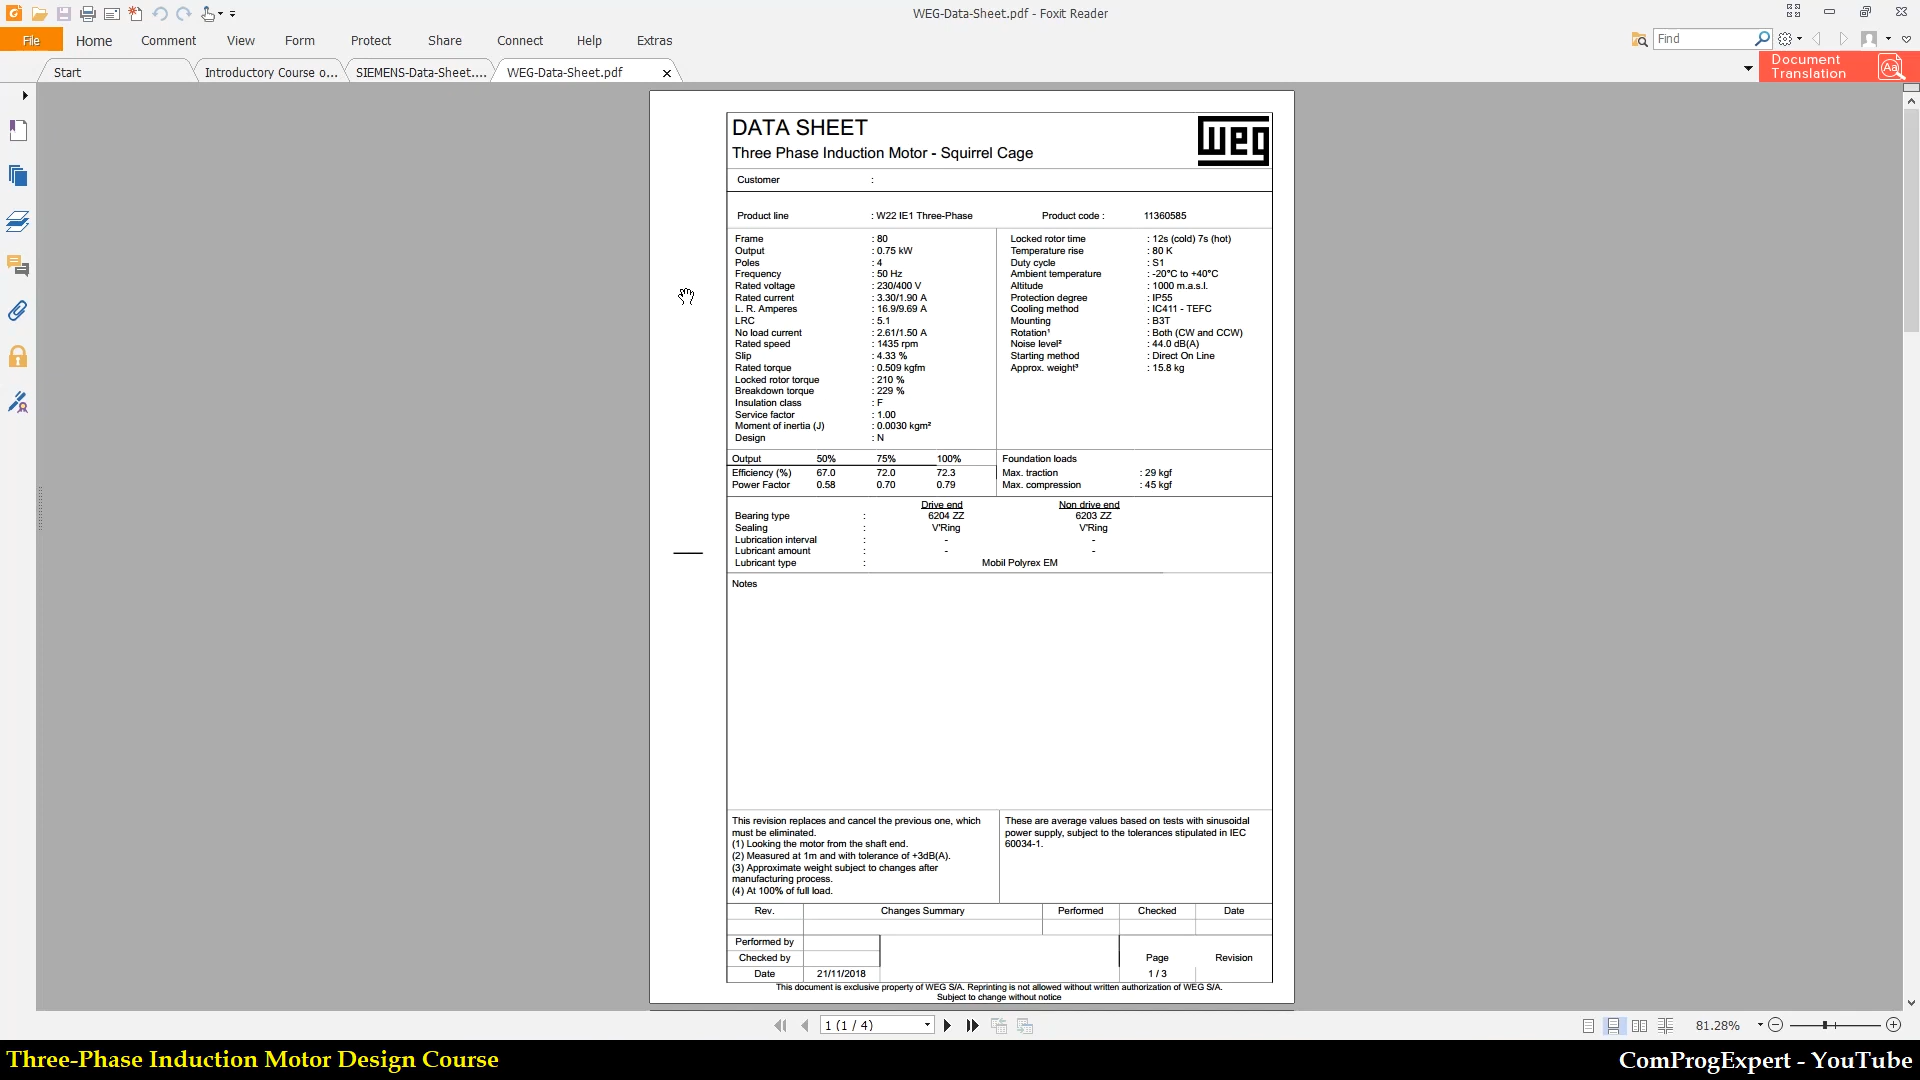 WEG-Data-Sheet.pdf - Foxit Reader
File Home Comment View Form Protect Share Connect Help Extras
Find
Start
Introductory Course o...
SIEMENS-Data-Sheet....
WEG-Data-Sheet.pdf
Document Translation
DATA SHEET
Three Phase Induction Motor - Squirrel Cage
weg
Customer :
Product line : W22 IE1 Three-Phase Product code : 11360585
Frame : 80
Output : 0.75 kW
Poles : 4
Frequency : 50 Hz
Rated voltage : 230/400 V
Rated current : 3.30/1.90 A
L. R. Amperes : 16.9/9.69 A
LRC : 5.1
No load current : 2.61/1.50 A
Rated speed : 1435 rpm
Slip : 4.33 %
Rated torque : 0.509 kgfm
Locked rotor torque : 210 %
Breakdown torque : 229 %
Insulation class : F
Service factor : 1.00
Moment of inertia (J) : 0.0030 kgm²
Design : N
Locked rotor time : 12s (cold) 7s (hot)
Temperature rise : 80 K
Duty cycle : S1
Ambient temperature : -20°C to +40°C
Altitude : 1000 m.a.s.l.
Protection degree : IP55
Cooling method : IC411 - TEFC
Mounting : B3T
Rotation¹ : Both (CW and CCW)
Noise level² : 44.0 dB(A)
Starting method : Direct On Line
Approx. weight³ : 15.8 kg
Output 50% 75% 100%
Efficiency (%) 67.0 72.0 72.3
Power Factor 0.58 0.70 0.79
Foundation loads
Max. traction : 29 kgf
Max. compression : 45 kgf
Drive end Non drive end
Bearing type : 6204 ZZ 6203 ZZ
Sealing : V'Ring V'Ring
Lubrication interval : - -
Lubricant amount : - -
Lubricant type : Mobil Polyrex EM
Notes
This revision replaces and cancel the previous one, which
must be eliminated.
(1) Looking the motor from the shaft end.
(2) Measured at 1m and with tolerance of +3dB(A).
(3) Approximate weight subject to changes after
manufacturing process.
(4) At 100% of full load.
These are average values based on tests with sinusoidal
power supply, subject to the tolerances stipulated in IEC
60034-1.
Rev. Changes Summary Performed Checked Date
Performed by
Checked by Page Revision
Date 21/11/2018 1 / 3
This document is exclusive property of WEG S/A. Reprinting is not allowed without written authorization of WEG S/A.
Subject to change without notice
1 (1 / 4)
81.28%
Three-Phase Induction Motor Design Course
ComProgExpert - YouTube